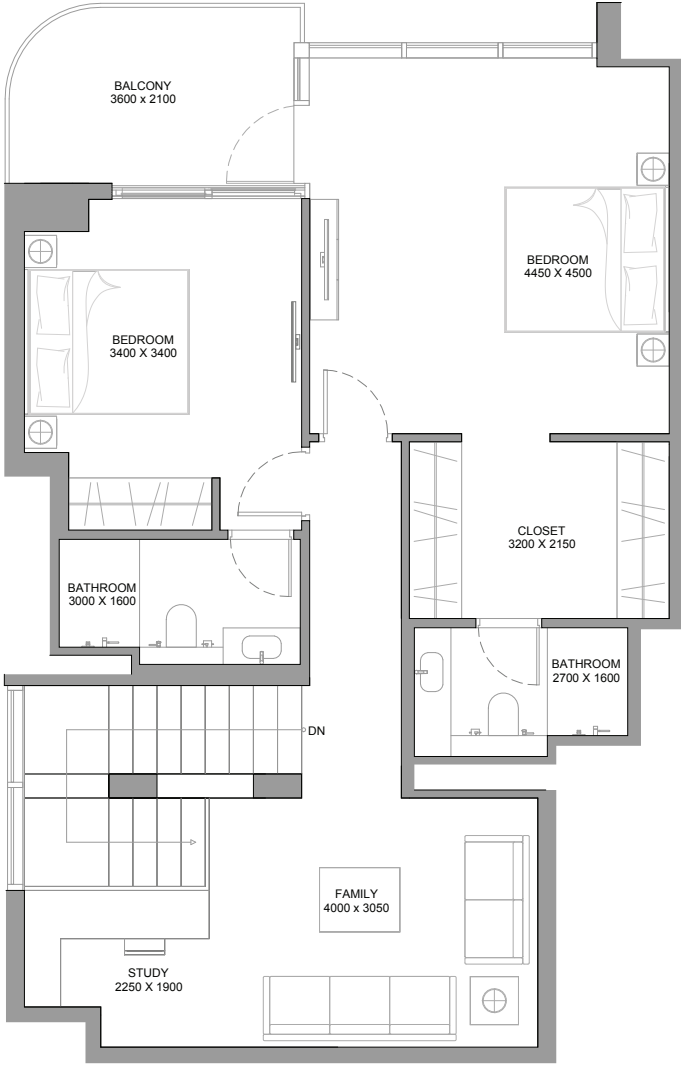 BALCONY
3600 x 2100
BEDROOM
4450 X 4500
BEDROOM
3400 X 3400
CLOSET
3200 X 2150
BATHROOM
3000 X 1600
BATHROOM
2700 X 1600
DN
FAMILY
4000 x 3050
STUDY
2250 X 1900